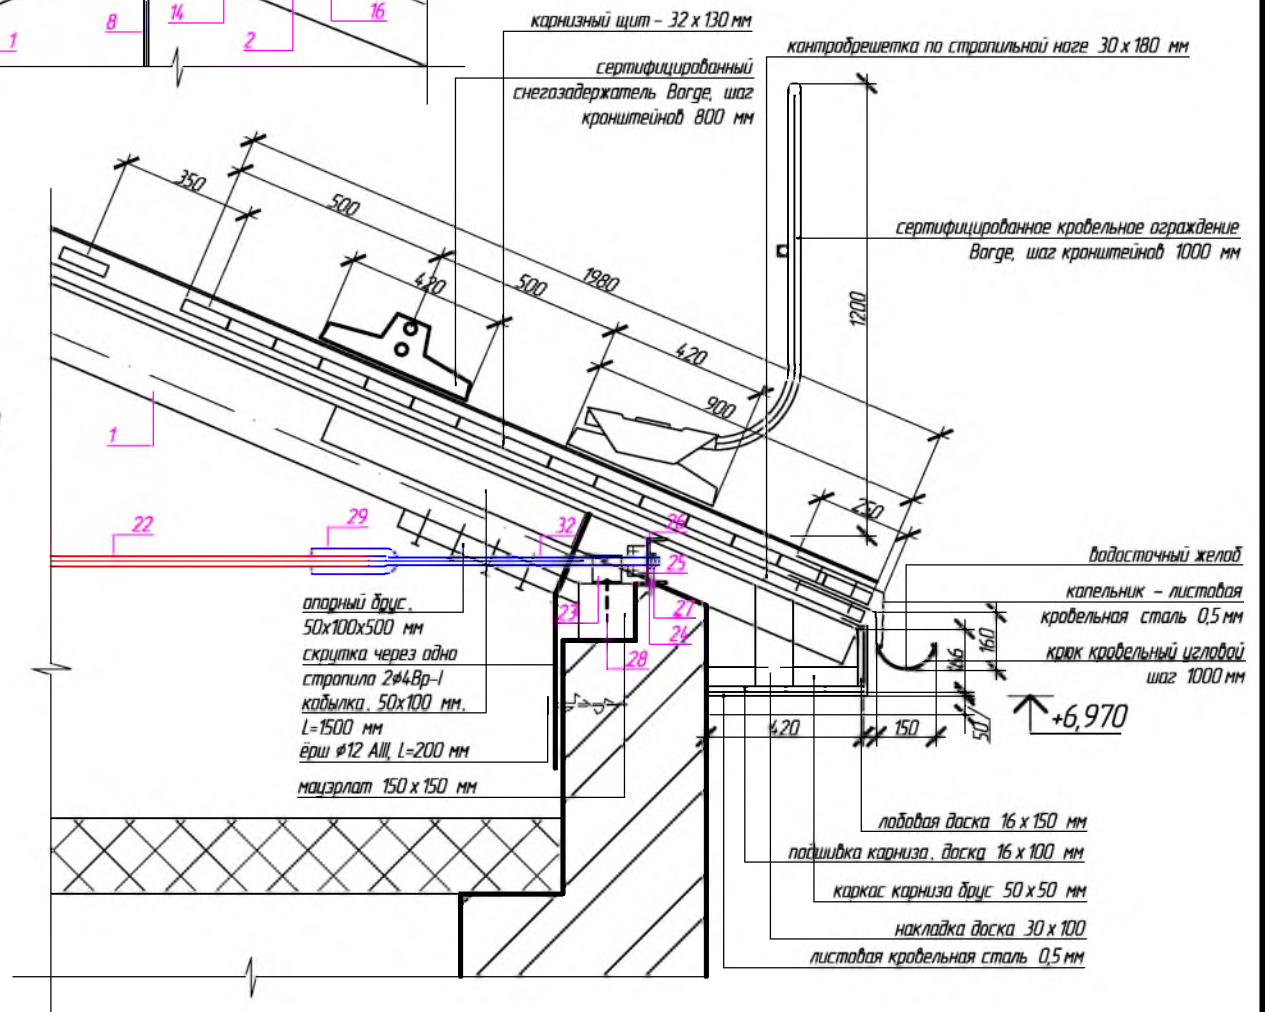 14
8
2
16
1
карнизный щит - 32 x 130 мм
контробрешетка по стропильной ноге 30 x 180 мм
сертифицированный
снегозадержатель Borge, шаг
кронштейнов 800 мм
350
500
420
500
1980
420
900
250
1200
сертифицированное кровельное ограждение
Borge, шаг кронштейнов 1000 мм
1
22
29
32
26
25
23
27
24
28
водосточный желоб
капельник - листовая
кровельная сталь 0,5 мм
крюк кровельный угловой
шаг 1000 мм
опорный брус,
50x100x500 мм
скрутка через одно
стропило 2ф4Вр-I
кобылка, 50x100 мм,
L=1500 мм
ёрш ф12 АIII, L=200 мм
мауэрлат 150 x 150 мм
420
150
50
166
160
+6,970
лобовая доска 16 x 150 мм
подшивка карниза, доска 16 x 100 мм
каркас карниза брус 50 x 50 мм
накладка доска 30 x 100
листовая кровельная сталь 0,5 мм